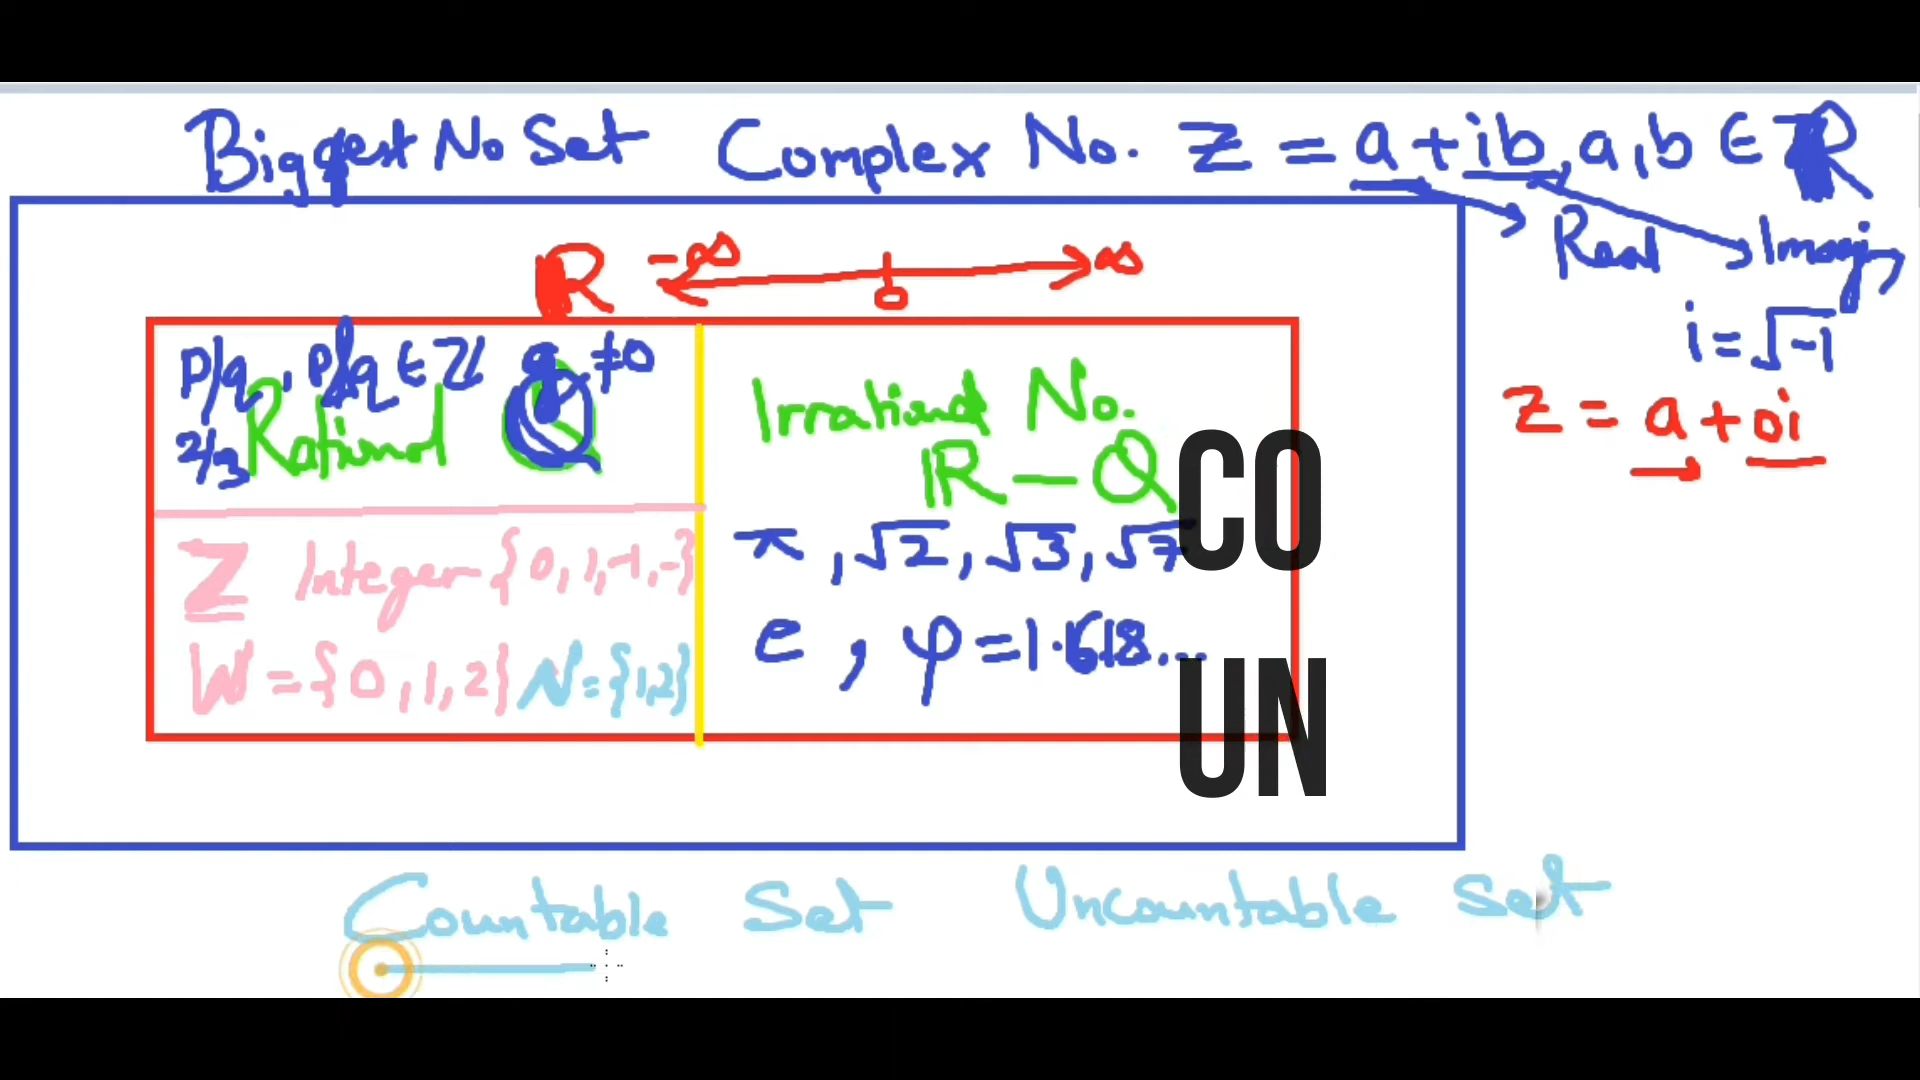 Biggest No Set Complex No. Z = a + ib, a, b ∈ ℝ
Real Imaginary
ℝ -∞ 0 ∞
i = √-1
Z = a + 0i
p/q, p/q ∈ ℤ q ≠ 0
2/3 Rational Q
Irrational No.
ℝ - Q
π, √2, √3, √7
e, φ = 1.618...
Z Integer {0, 1, -1, -}
W = {0, 1, 2} N = {1, 2}
CO
UN
Countable Set Uncountable Set